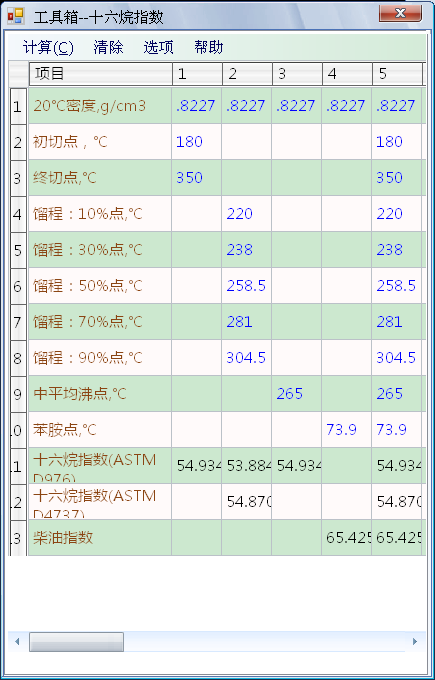 工具箱--十六烷指数
计算(C) 清除 选项 帮助
项目 1 2 3 4 5
1 20℃密度,g/cm3 .8227 .8227 .8227 .8227 .8227
2 初切点，℃ 180 180
3 终切点,℃ 350 350
4 馏程：10%点,℃ 220 220
5 馏程：30%点,℃ 238 238
6 馏程：50%点,℃ 258.5 258.5
7 馏程：70%点,℃ 281 281
8 馏程：90%点,℃ 304.5 304.5
9 中平均沸点,℃ 265 265
10 苯胺点,℃ 73.9 73.9
11 十六烷指数(ASTM 54.934 53.884 54.934 54.934
D976)
12 十六烷指数(ASTM 54.870 54.870
D4737)
13 柴油指数 65.425 65.425